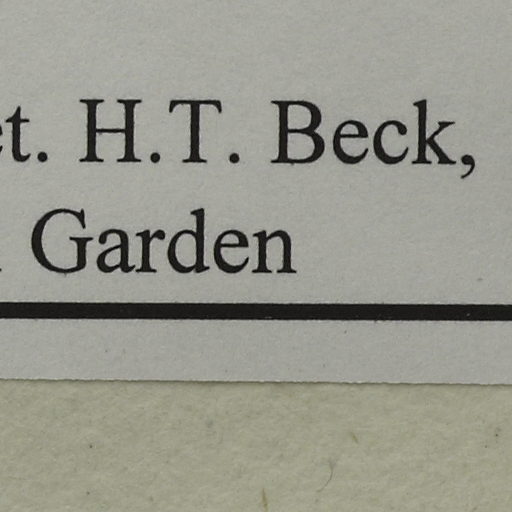 et. H.T. Beck,
Garden